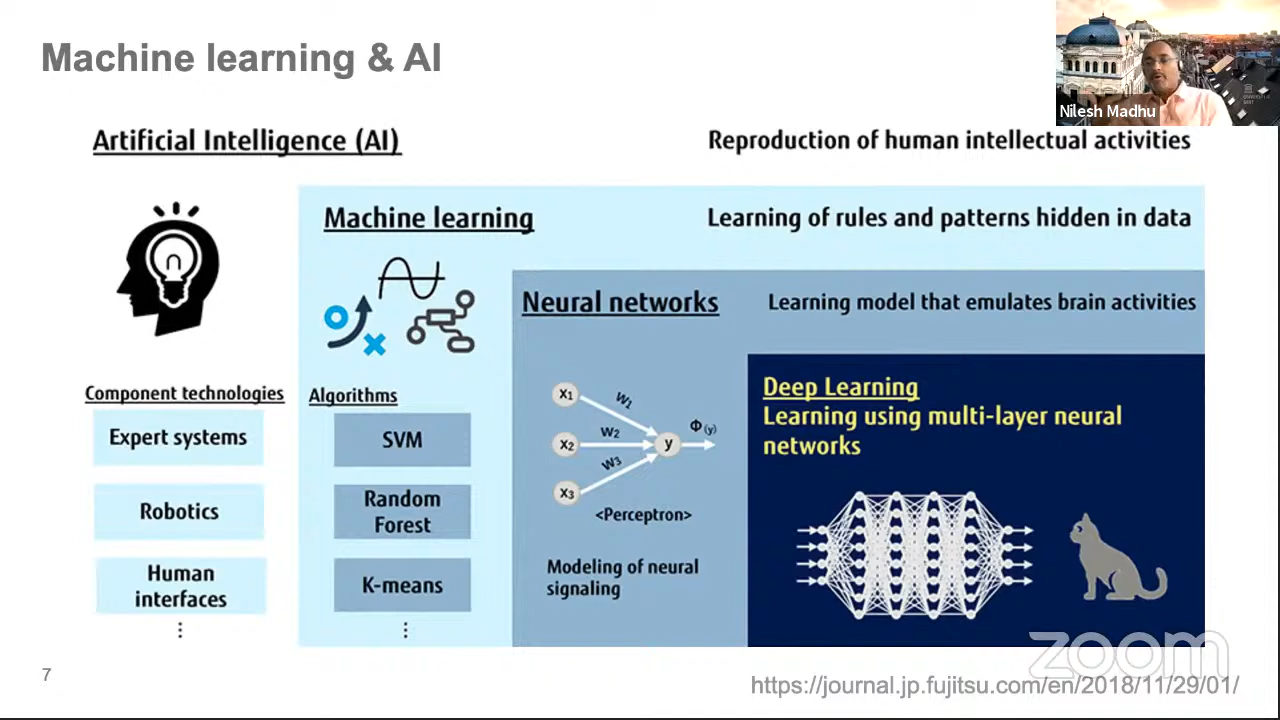 Machine learning & AI
Nilesh Madhu
Artificial Intelligence (AI)
Reproduction of human intellectual activities
Machine learning
Learning of rules and patterns hidden in data
Neural networks
Learning model that emulates brain activities
Component technologies
Expert systems
Robotics
Human
interfaces
Algorithms
SVM
Random
Forest
K-means
X1
W1
X2
W2
X3
W3
y
Φ(y)
<Perceptron>
Modeling of neural
signaling
Deep Learning
Learning using multi-layer neural
networks
zoom
7
https://journal.jp.fujitsu.com/en/2018/11/29/01/